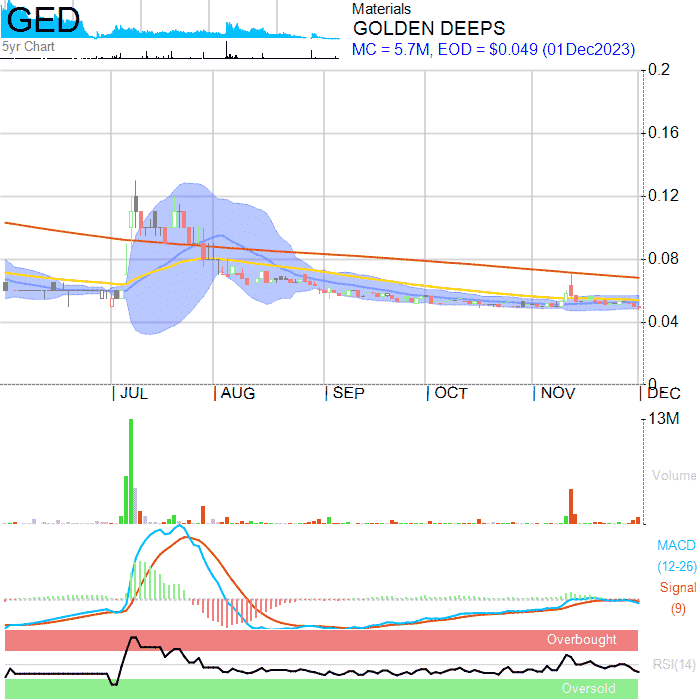 GED
5yr Chart
Materials
GOLDEN DEEPS
MC = 5.7M, EOD = $0.049 (01Dec2023)
0.2
0.16
0.12
0.08
0.04
0
JUL AUG SEP OCT NOV DEC
13M
Volume
MACD
(12-26)
Signal
(9)
Overbought
RSI(14)
Oversold